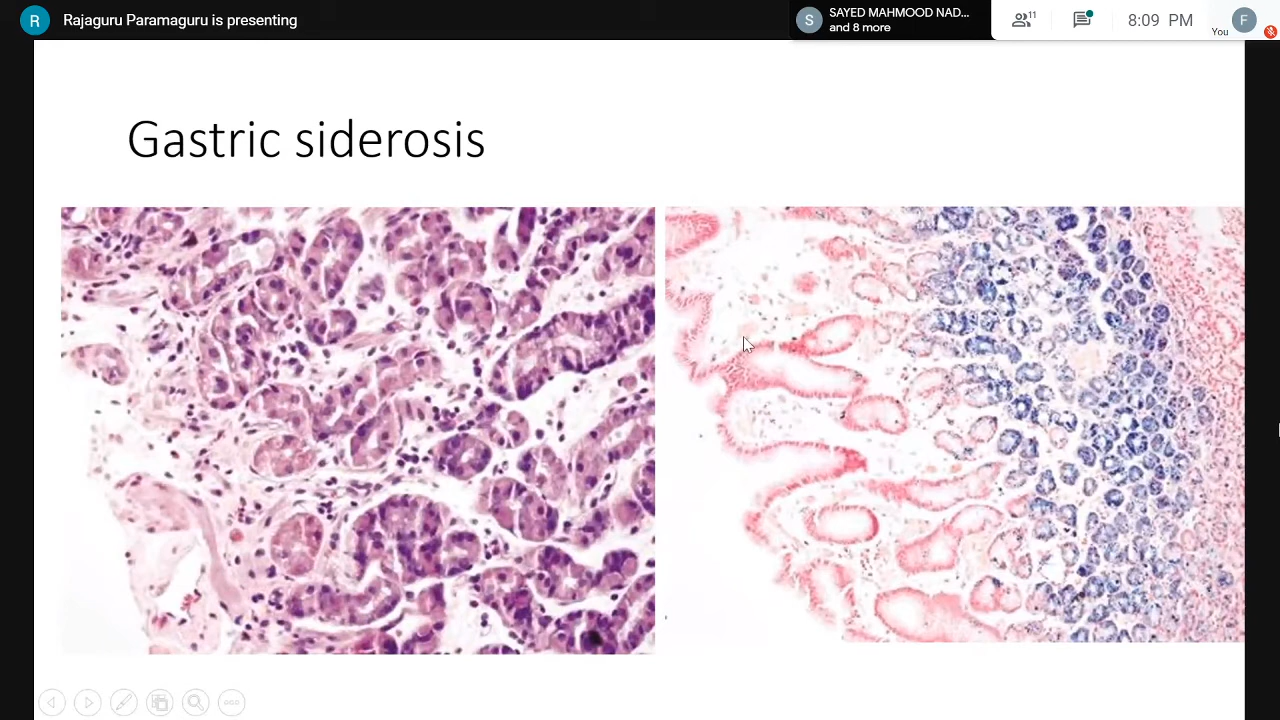 R
Rajaguru Paramaguru is presenting
S
SAYED MAHMOOD NAD...
and 8 more
11
8:09 PM
You
F
Gastric siderosis